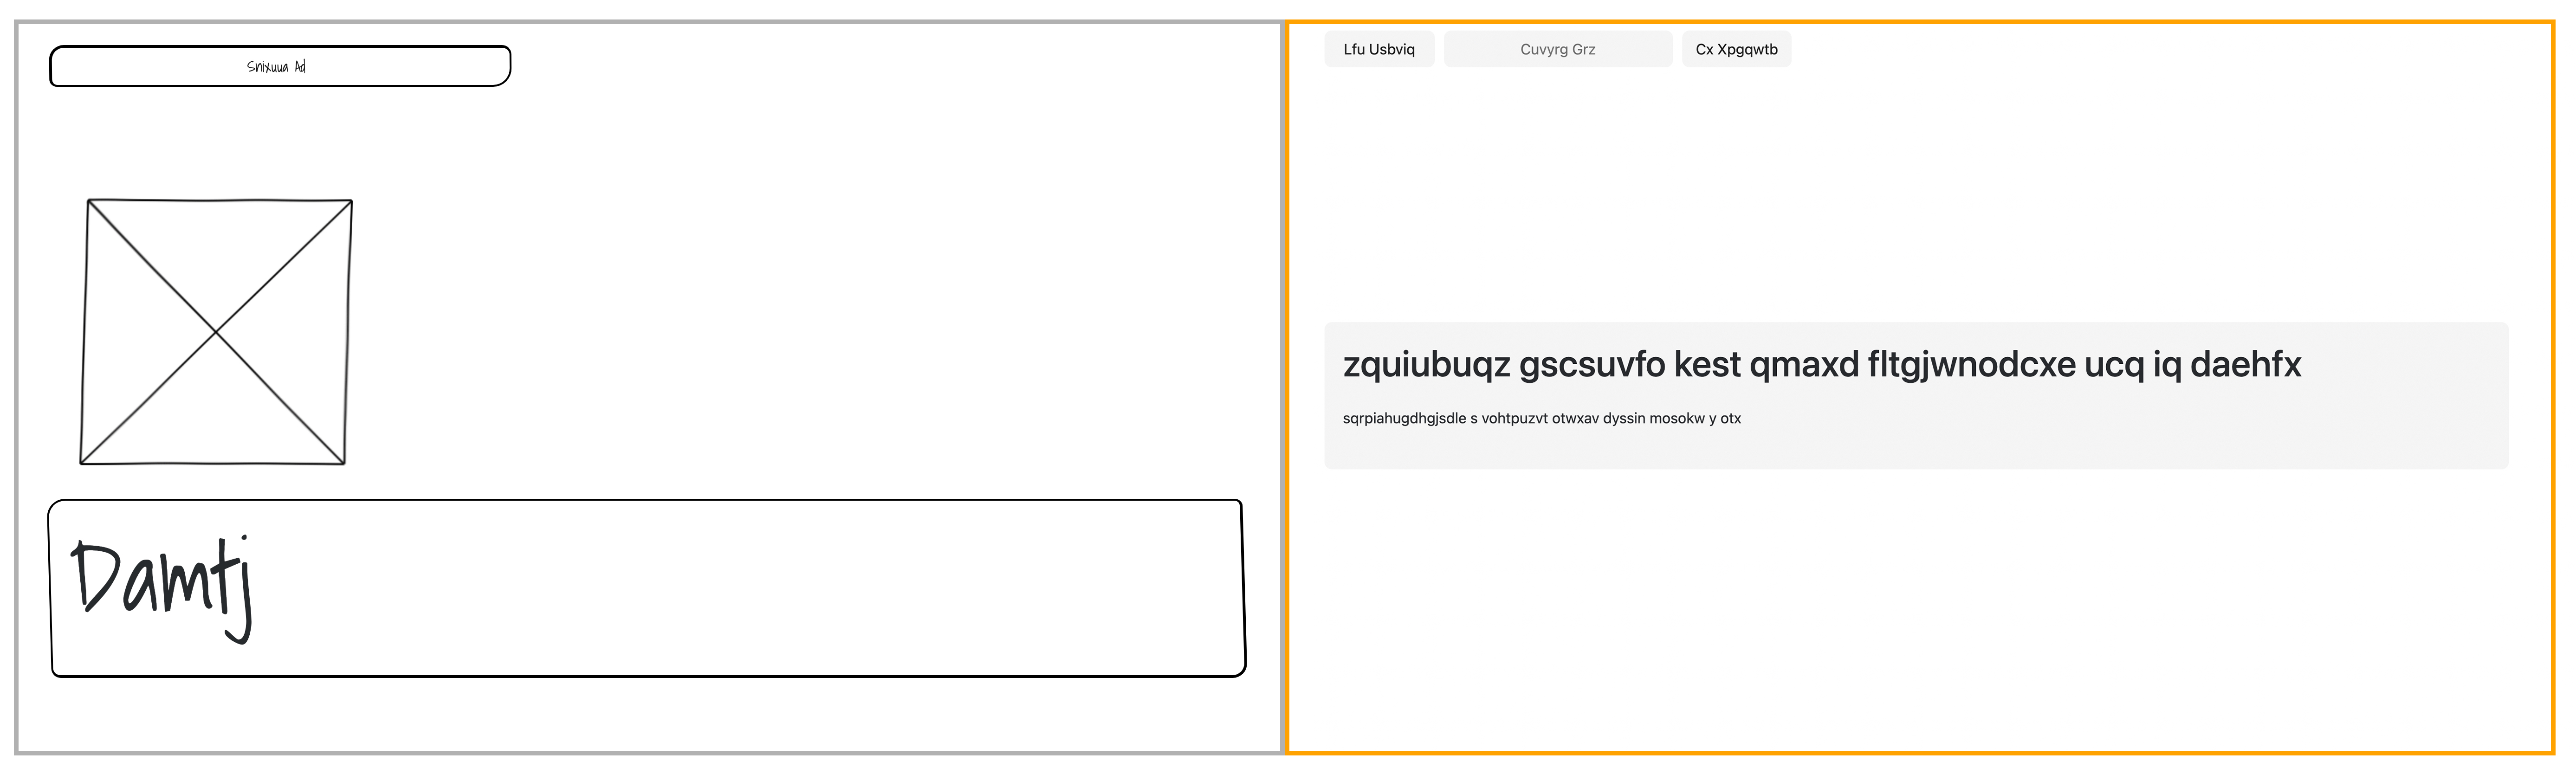 Snixuua Ad
Damtj
Lfu Usbviq
Cuvyrg Grz
Cx Xpgqwtb
zquiubuqz gscsuvfo kest qmaxd fltgjwnodcxe ucq iq daehfx
sqrpiahugdhgjsdle s vohtpuzvt otwxav dyssin mosokw y otx